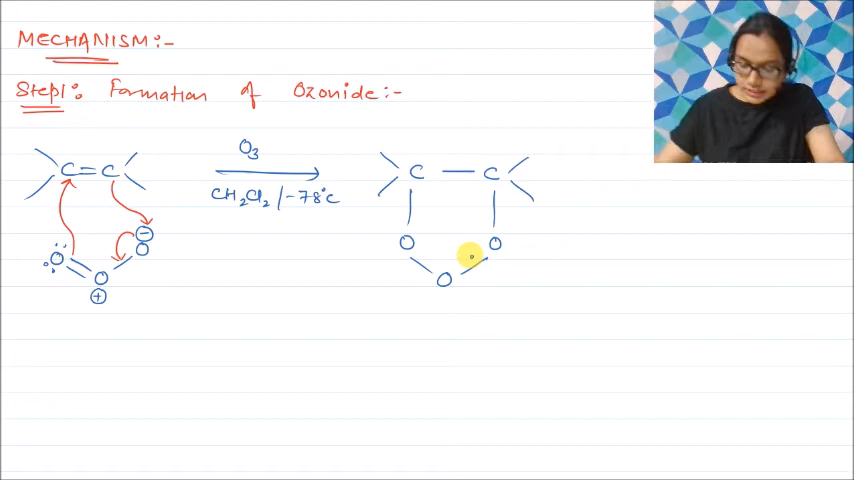 MECHANISM:-
Step1: Formation of Ozonide:-
C=C O3 C — C
CH2Cl2/-78°C
⊖
O O O O
O O
⊕